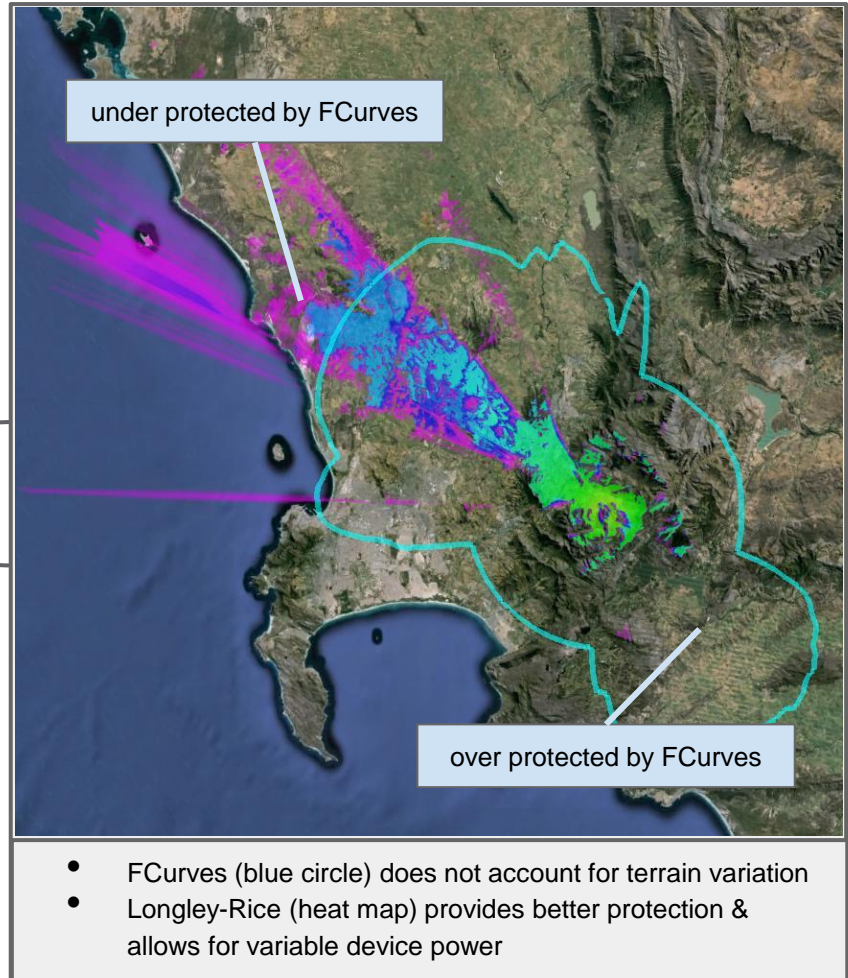 under protected by FCurves
over protected by FCurves
• FCurves (blue circle) does not account for terrain variation
• Longley-Rice (heat map) provides better protection &
allows for variable device power